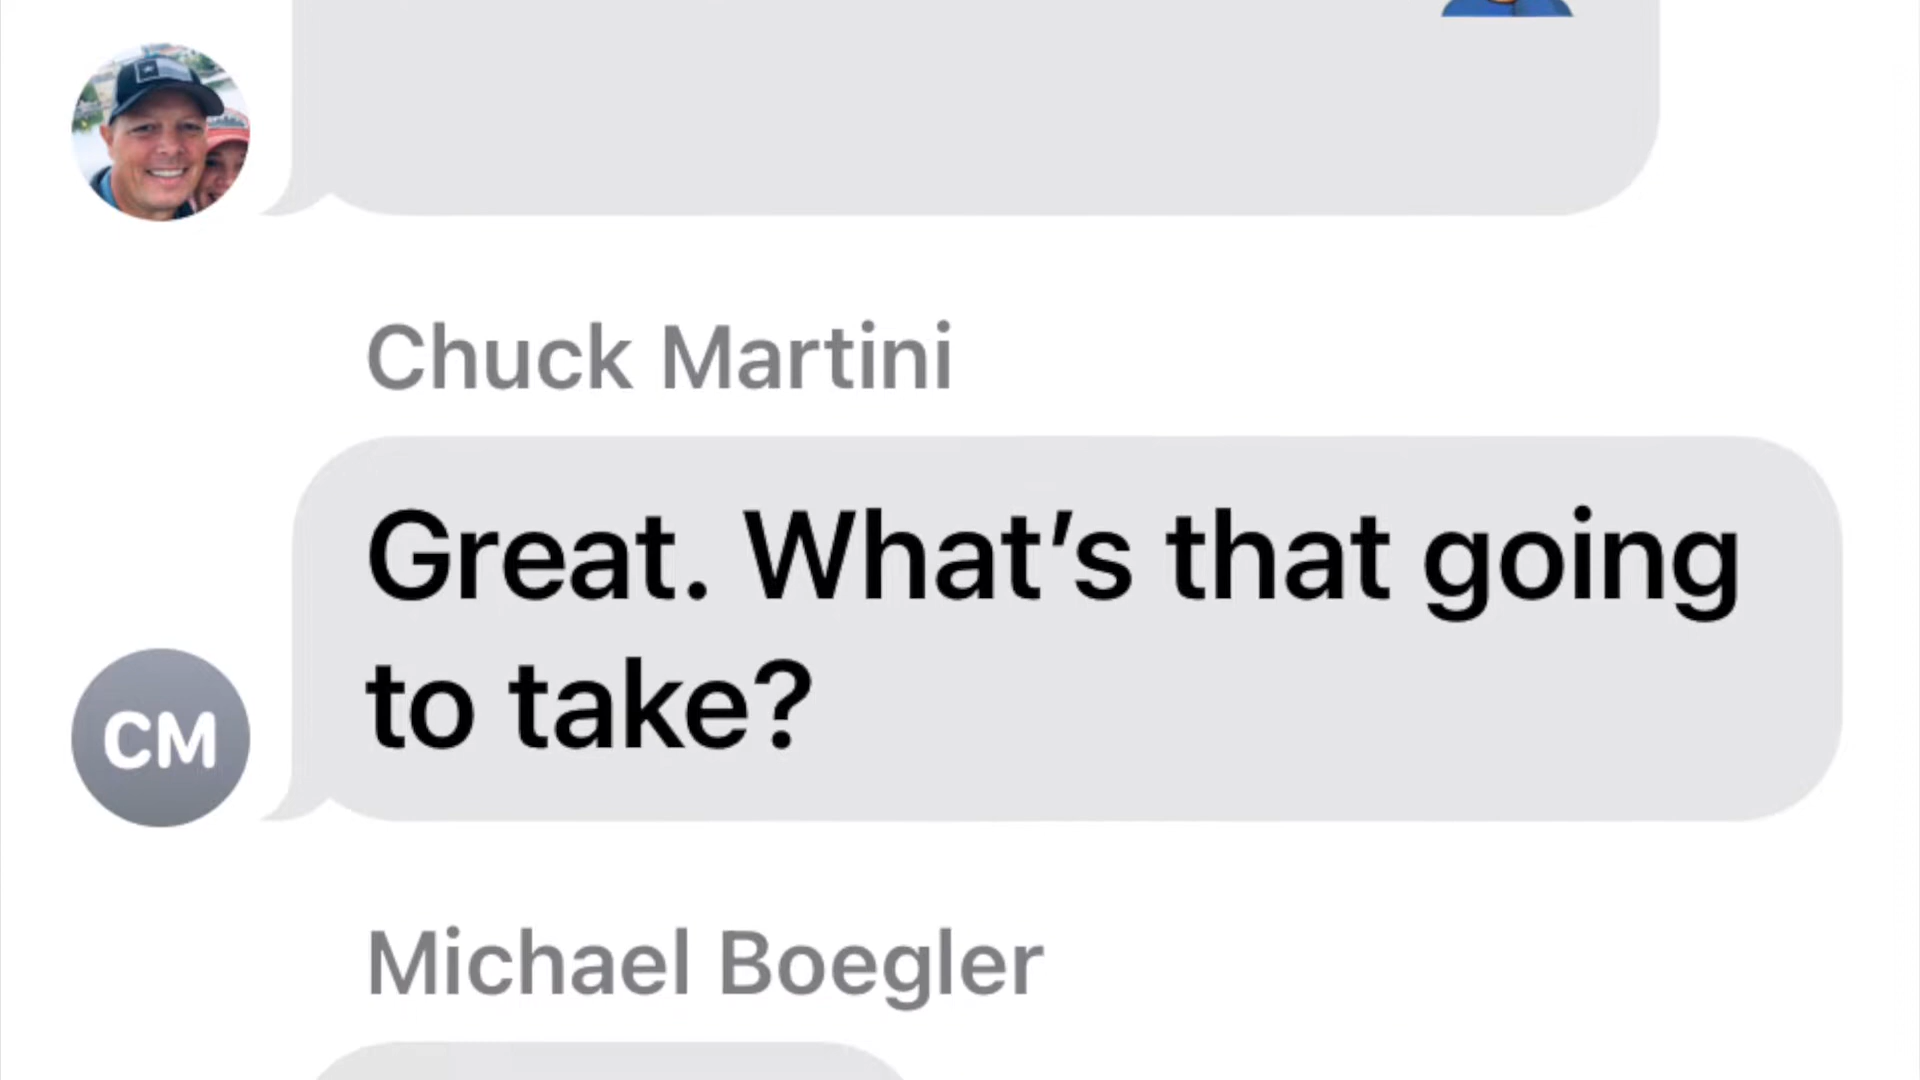 Chuck Martini
Great. What’s that going
to take?
CM
Michael Boegler